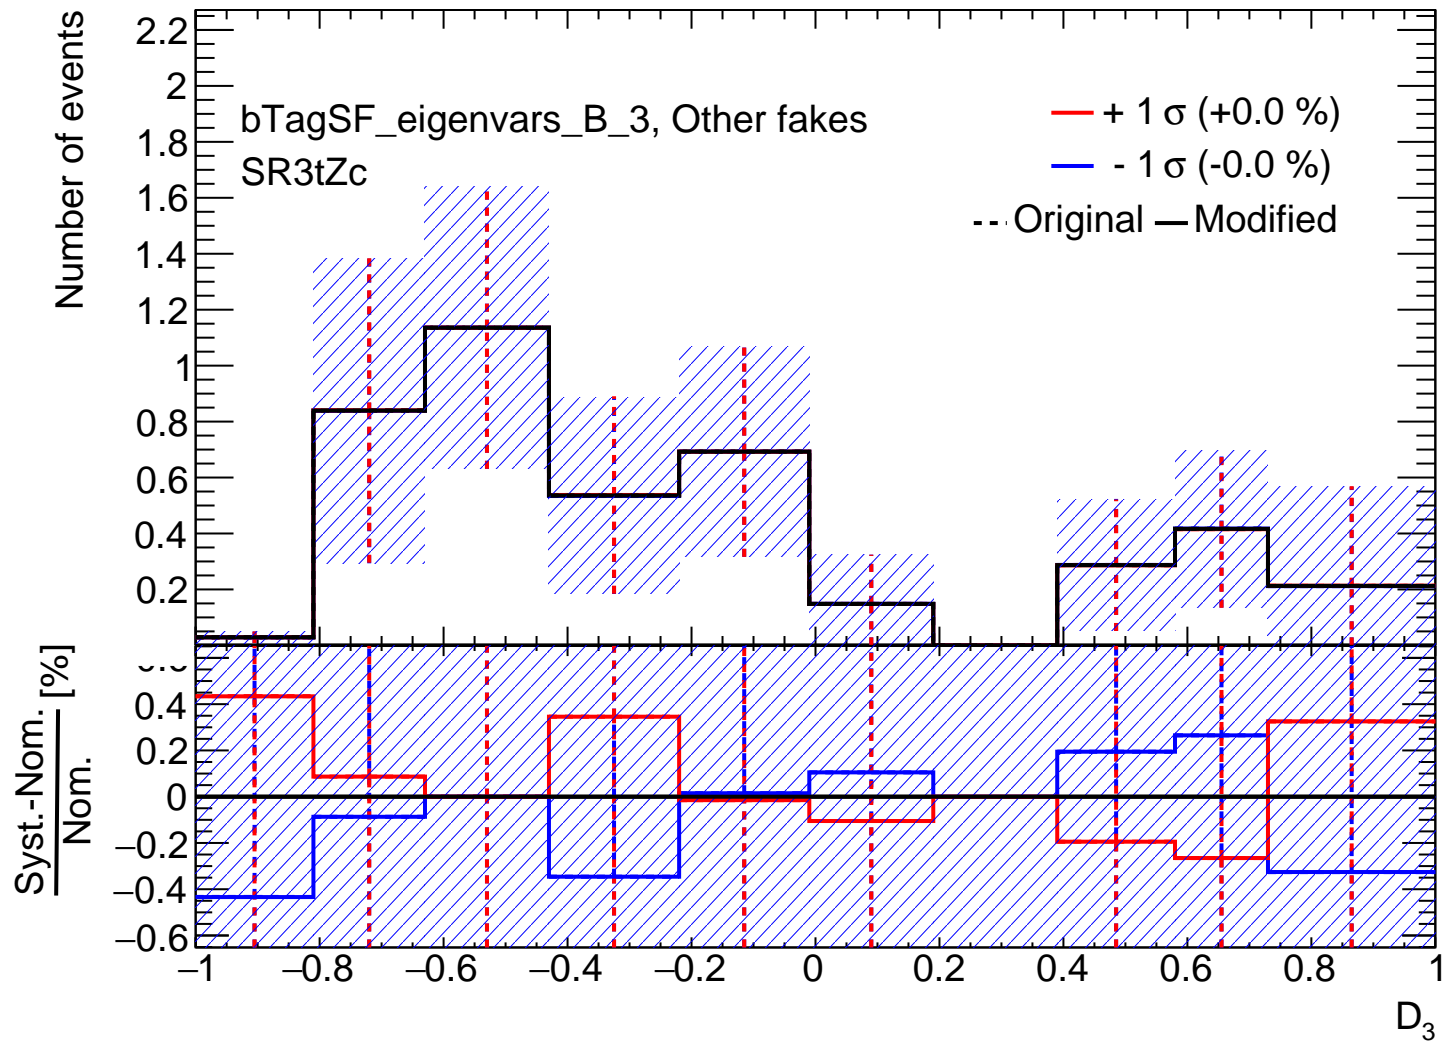 Number of events
2.2
2
1.8
1.6
1.4
1.2
1
0.8
0.6
0.4
0.2
bTagSF_eigenvars_B_3, Other fakes
SR3tZc
+ 1 σ (+0.0 %)
- 1 σ (-0.0 %)
Original Modified
Syst.-Nom. [%]
Nom.
0.4
0.2
0
−0.2
−0.4
−0.6
−1 −0.8 −0.6 −0.4 −0.2 0 0.2 0.4 0.6 0.8 1
D₃